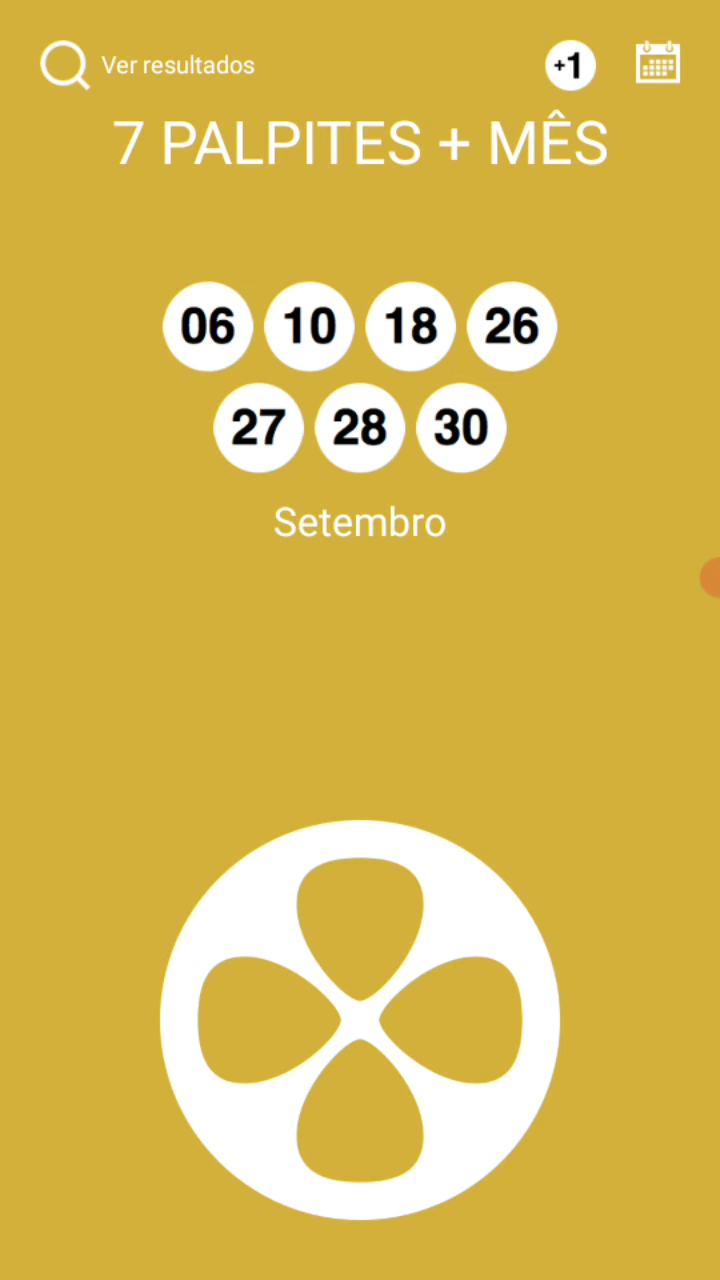 Ver resultados
+1
7 PALPITES + MÊS
06 10 18 26
27 28 30
Setembro